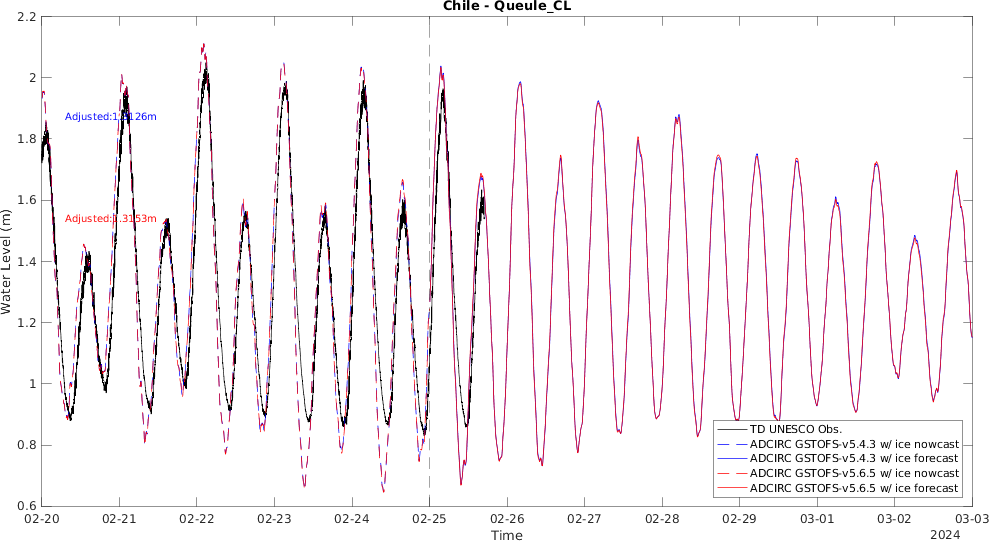 Chile - Queule_CL
2.2
2
1.8
1.6
1.4
1.2
1
0.8
0.6
Water Level (m)
Adjusted:1.3126m
Adjusted:1.3153m
TD UNESCO Obs.
ADCIRC GSTOFS-v5.4.3 w/ ice nowcast
ADCIRC GSTOFS-v5.4.3 w/ ice forecast
ADCIRC GSTOFS-v5.6.5 w/ ice nowcast
ADCIRC GSTOFS-v5.6.5 w/ ice forecast
02-20 02-21 02-22 02-23 02-24 02-25 02-26 02-27 02-28 02-29 03-01 03-02 03-03
Time
2024